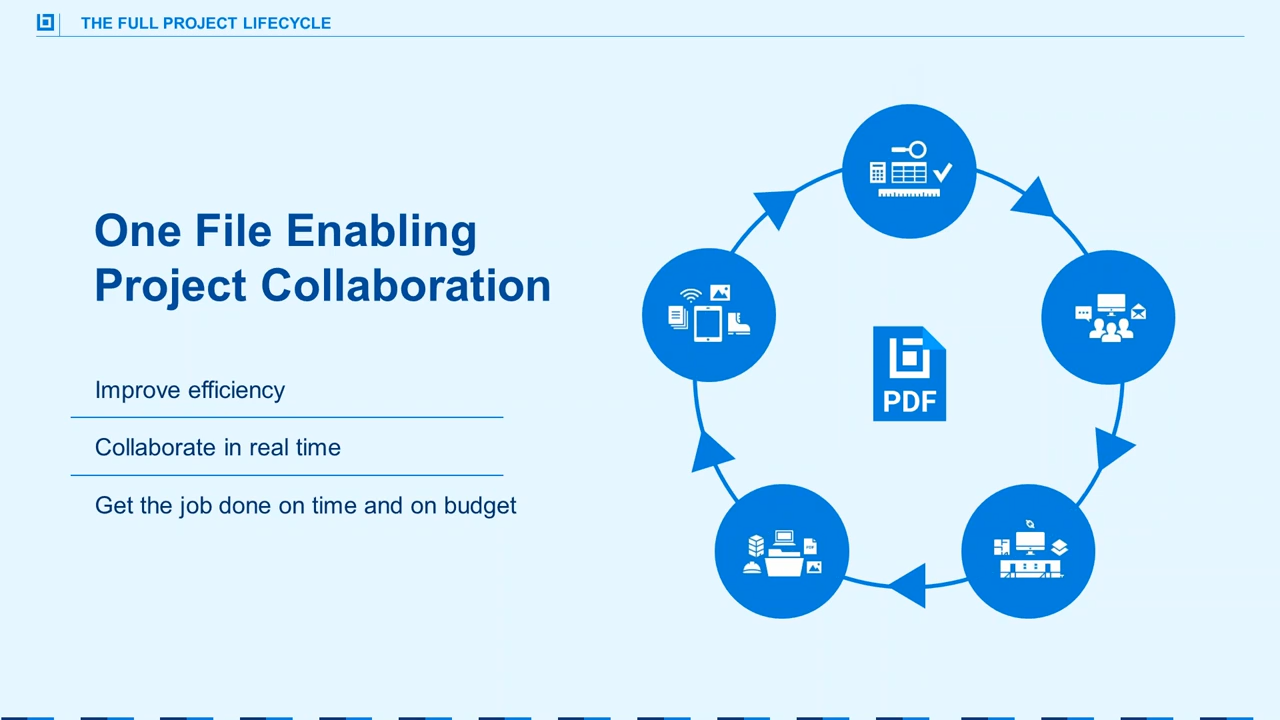 THE FULL PROJECT LIFECYCLE
One File Enabling
Project Collaboration
Improve efficiency
Collaborate in real time
Get the job done on time and on budget
PDF
PDF